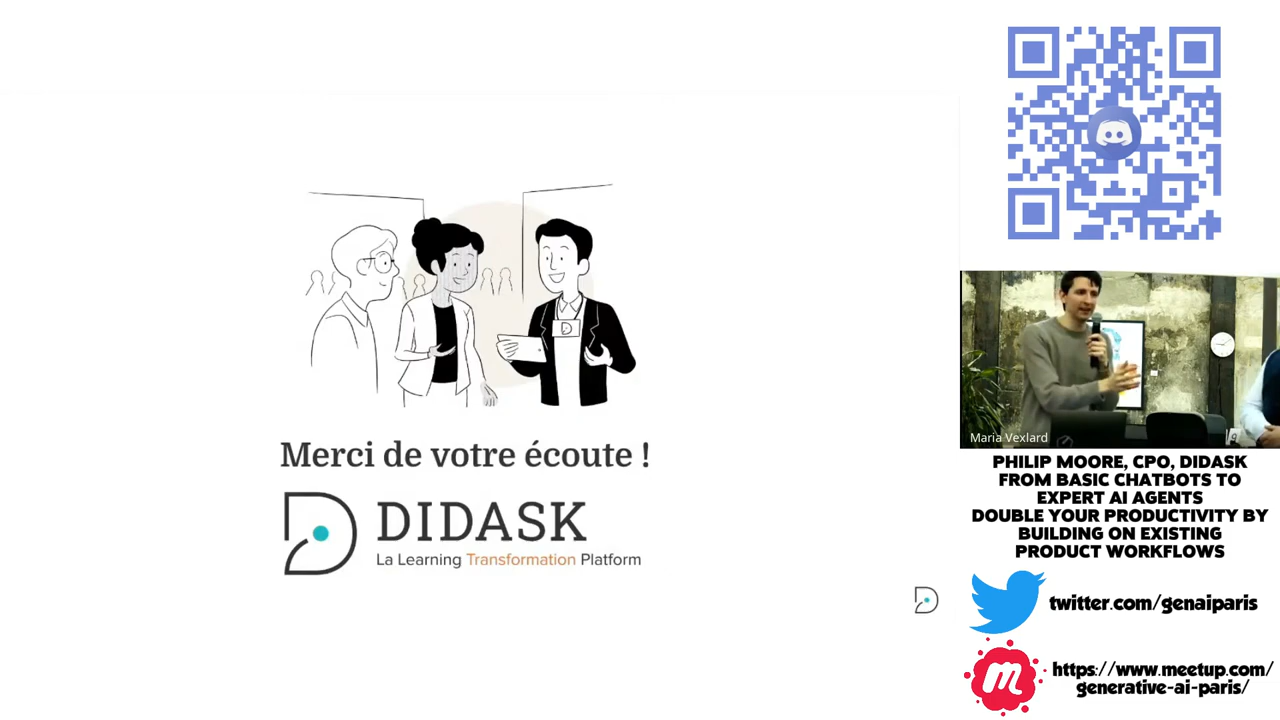 Merci de votre écoute !
DIDASK
La Learning Transformation Platform
Maria Vexlard
PHILIP MOORE, CPO, DIDASK
FROM BASIC CHATBOTS TO
EXPERT AI AGENTS
DOUBLE YOUR PRODUCTIVITY BY
BUILDING ON EXISTING
PRODUCT WORKFLOWS
twitter.com/genaiparis
https://www.meetup.com/
generative-ai-paris/